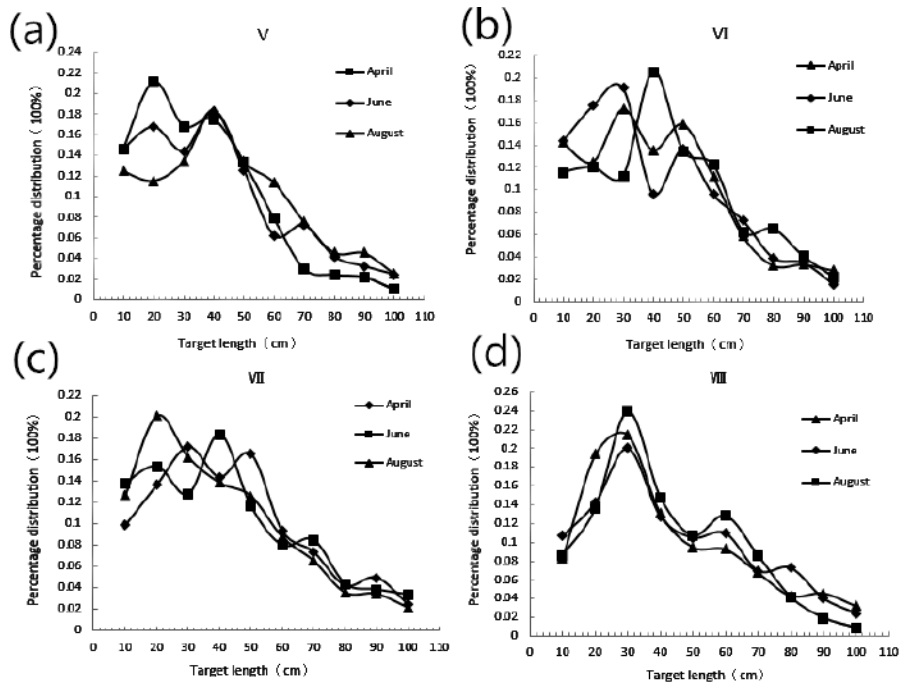 (a)
V
0.24
0.22
0.2
0.18
0.16
0.14
0.12
0.1
0.08
0.06
0.04
0.02
0
Percentage distribution (100%)
April
June
August
0 10 20 30 40 50 60 70 80 90 100 110
Target length (cm)
(b)
VI
0.22
0.2
0.18
0.16
0.14
0.12
0.1
0.08
0.06
0.04
0.02
0
Percentage distribution (100%)
April
June
August
0 10 20 30 40 50 60 70 80 90 100 110
Target length (cm)
(c)
VII
0.22
0.2
0.18
0.16
0.14
0.12
0.1
0.08
0.06
0.04
0.02
0
Percentage distribution (100%)
April
June
August
0 10 20 30 40 50 60 70 80 90 100 110
Target length (cm)
(d)
VIII
0.26
0.24
0.22
0.2
0.18
0.16
0.14
0.12
0.1
0.08
0.06
0.04
0.02
0
Percentage distribution (100%)
April
June
August
0 10 20 30 40 50 60 70 80 90 100 110
Target length (cm)